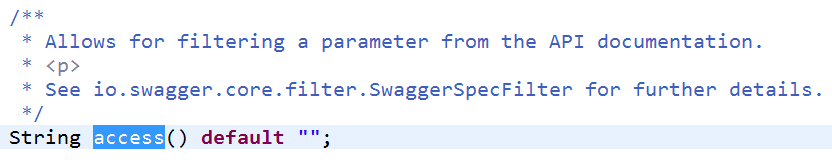 /**
* Allows for filtering a parameter from the API documentation.
* <p>
* See io.swagger.core.filter.SwaggerSpecFilter for further details.
*/
String access() default "";